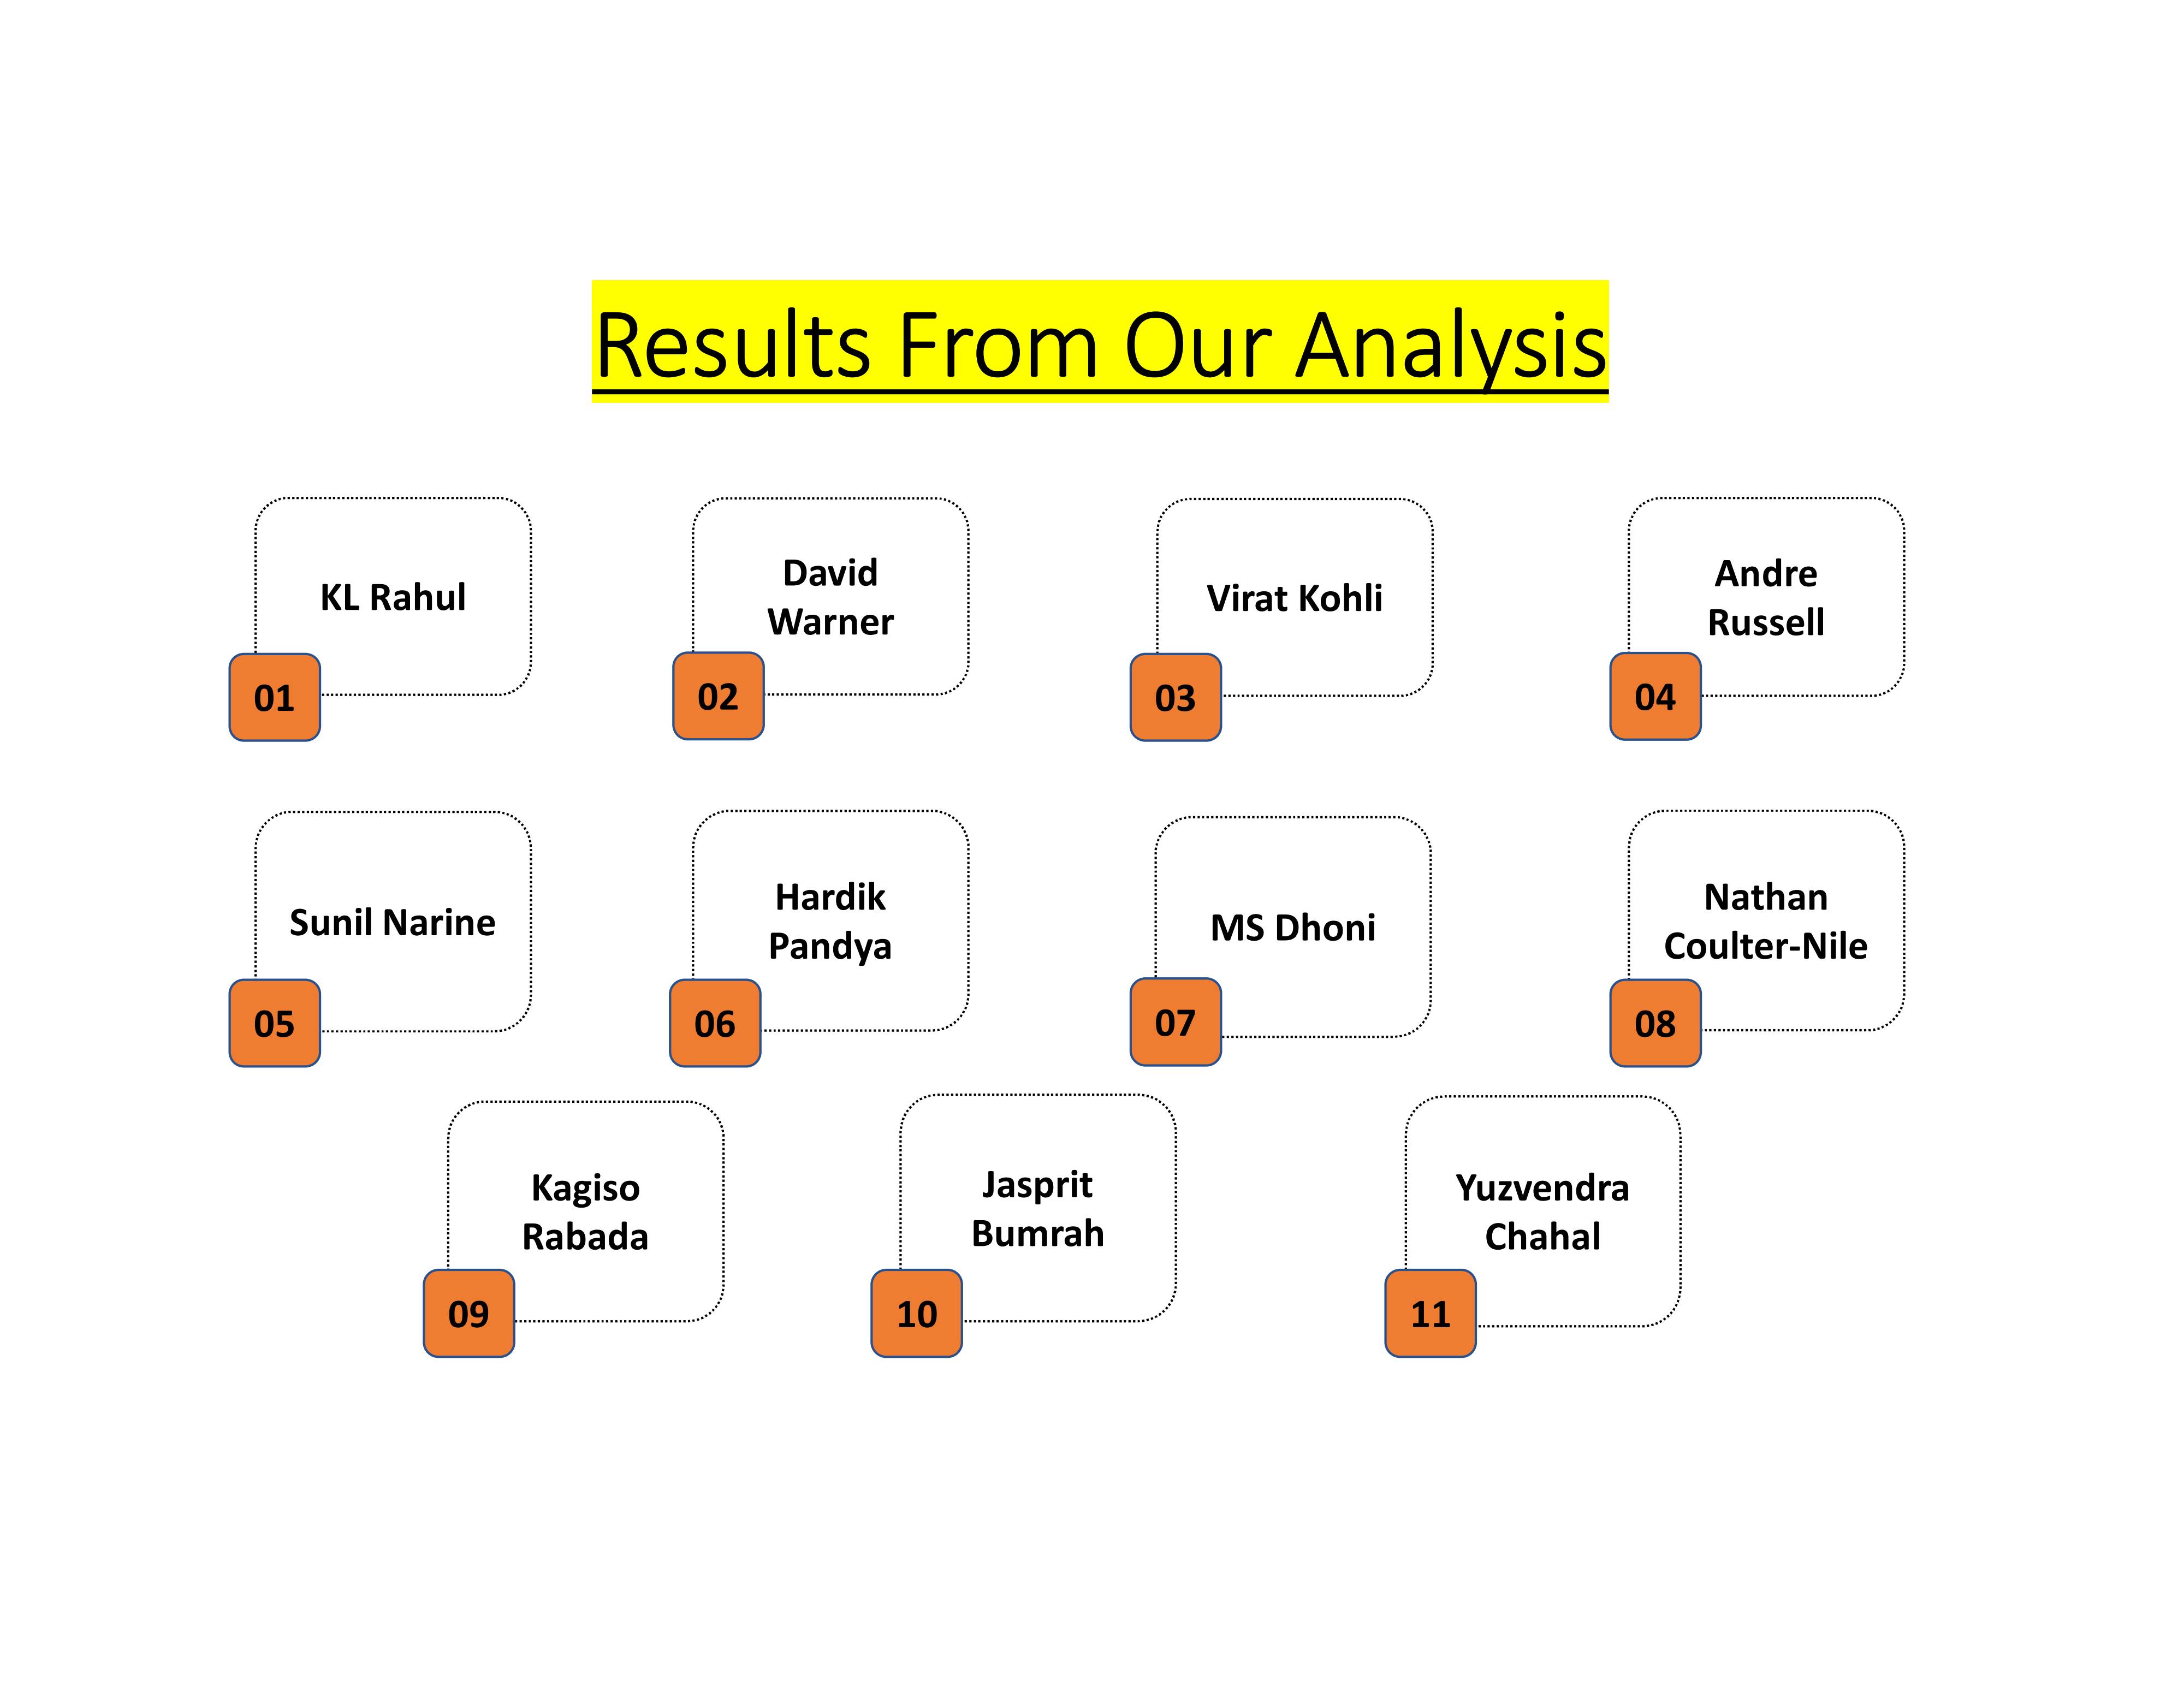 Results From Our Analysis
KL Rahul
01
David
Warner
02
Virat Kohli
03
Andre
Russell
04
Sunil Narine
05
Hardik
Pandya
06
MS Dhoni
07
Nathan
Coulter-Nile
08
Kagiso
Rabada
09
Jasprit
Bumrah
10
Yuzvendra
Chahal
11